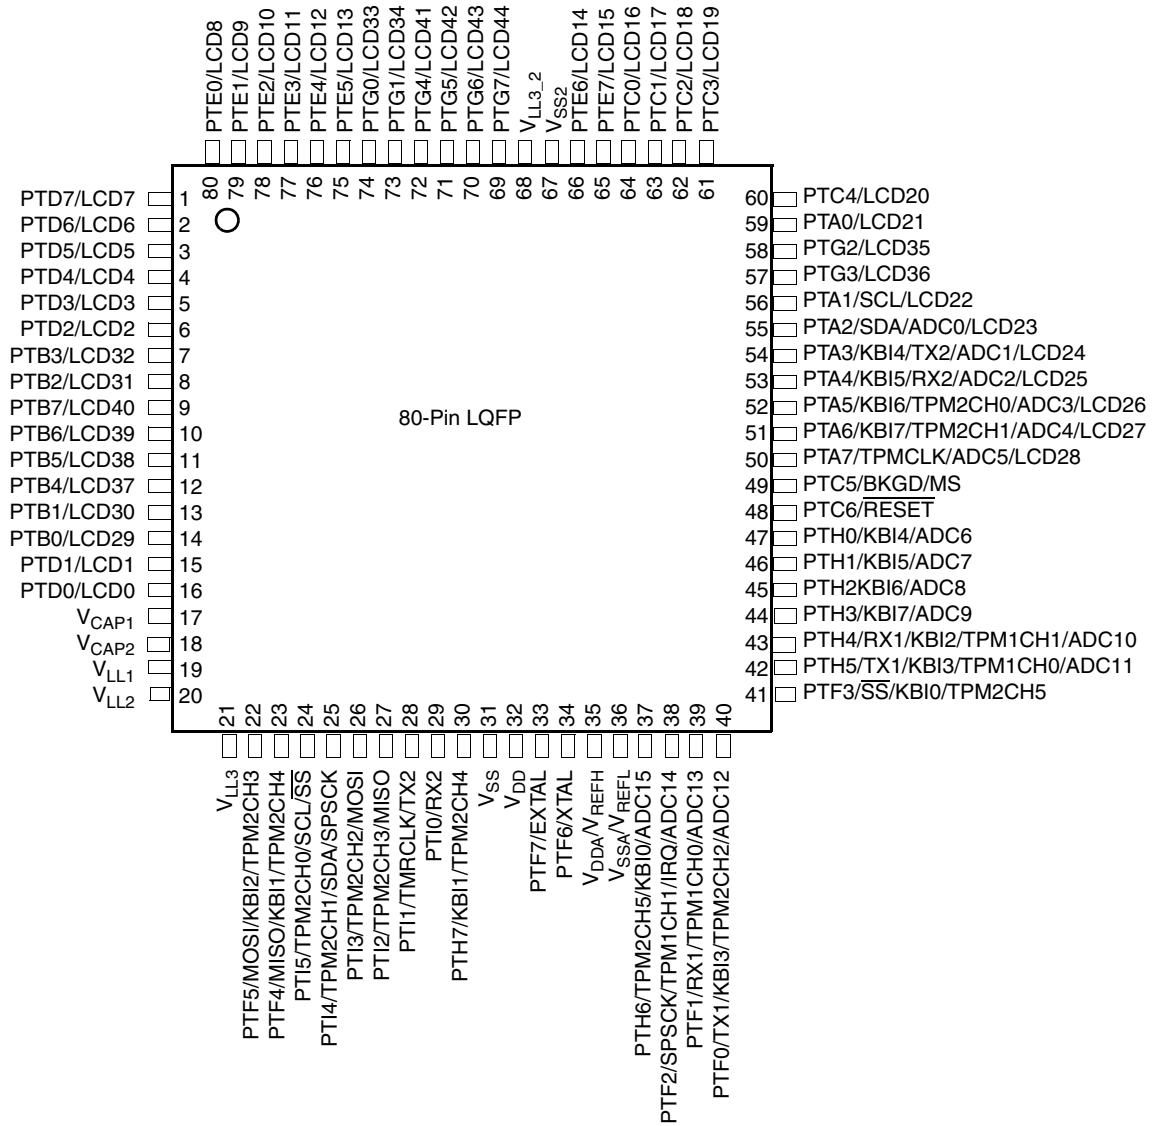 PTE0/LCD8
PTE1/LCD9
PTE2/LCD10
PTE3/LCD11
PTE4/LCD12
PTE5/LCD13
PTG0/LCD33
PTG1/LCD34
PTG4/LCD41
PTG5/LCD42
PTG6/LCD43
PTG7/LCD44
VLL3_2
VSS2
PTE6/LCD14
PTE7/LCD15
PTC0/LCD16
PTC1/LCD17
PTC2/LCD18
PTC3/LCD19
80 79 78 77 76 75 74 73 72 71 70 69 68 67 66 65 64 63 62 61
PTD7/LCD7 1
PTD6/LCD6 2
PTD5/LCD5 3
PTD4/LCD4 4
PTD3/LCD3 5
PTD2/LCD2 6
PTB3/LCD32 7
PTB2/LCD31 8
PTB7/LCD40 9
PTB6/LCD39 10
PTB5/LCD38 11
PTB4/LCD37 12
PTB1/LCD30 13
PTB0/LCD29 14
PTD1/LCD1 15
PTD0/LCD0 16
VCAP1 17
VCAP2 18
VLL1 19
VLL2 20
80-Pin LQFP
60 PTC4/LCD20
59 PTA0/LCD21
58 PTG2/LCD35
57 PTG3/LCD36
56 PTA1/SCL/LCD22
55 PTA2/SDA/ADC0/LCD23
54 PTA3/KBI4/TX2/ADC1/LCD24
53 PTA4/KBI5/RX2/ADC2/LCD25
52 PTA5/KBI6/TPM2CH0/ADC3/LCD26
51 PTA6/KBI7/TPM2CH1/ADC4/LCD27
50 PTA7/TPMCLK/ADC5/LCD28
49 PTC5/BKGD/MS
48 PTC6/RESET
47 PTH0/KBI4/ADC6
46 PTH1/KBI5/ADC7
45 PTH2KBI6/ADC8
44 PTH3/KBI7/ADC9
43 PTH4/RX1/KBI2/TPM1CH1/ADC10
42 PTH5/TX1/KBI3/TPM1CH0/ADC11
41 PTF3/SS/KBI0/TPM2CH5
21 22 23 24 25 26 27 28 29 30 31 32 33 34 35 36 37 38 39 40
VLL3
PTF5/MOSI/KBI2/TPM2CH3
PTF4/MISO/KBI1/TPM2CH4
PTI5/TPM2CH0/SCL/SS
PTI4/TPM2CH1/SDA/SPSCK
PTI3/TPM2CH2/MOSI
PTI2/TPM2CH3/MISO
PTI1/TMRCLK/TX2
PTI0/RX2
PTH7/KBI1/TPM2CH4
VSS
VDD
PTF7/EXTAL
PTF6/XTAL
VDDA/VREFH
VSSA/VREFL
PTH6/TPM2CH5/KBI0/ADC15
PTF2/SPSCK/TPM1CH1/IRQ/ADC14
PTF1/RX1/TPM1CH0/ADC13
PTF0/TX1/KBI3/TPM2CH2/ADC12